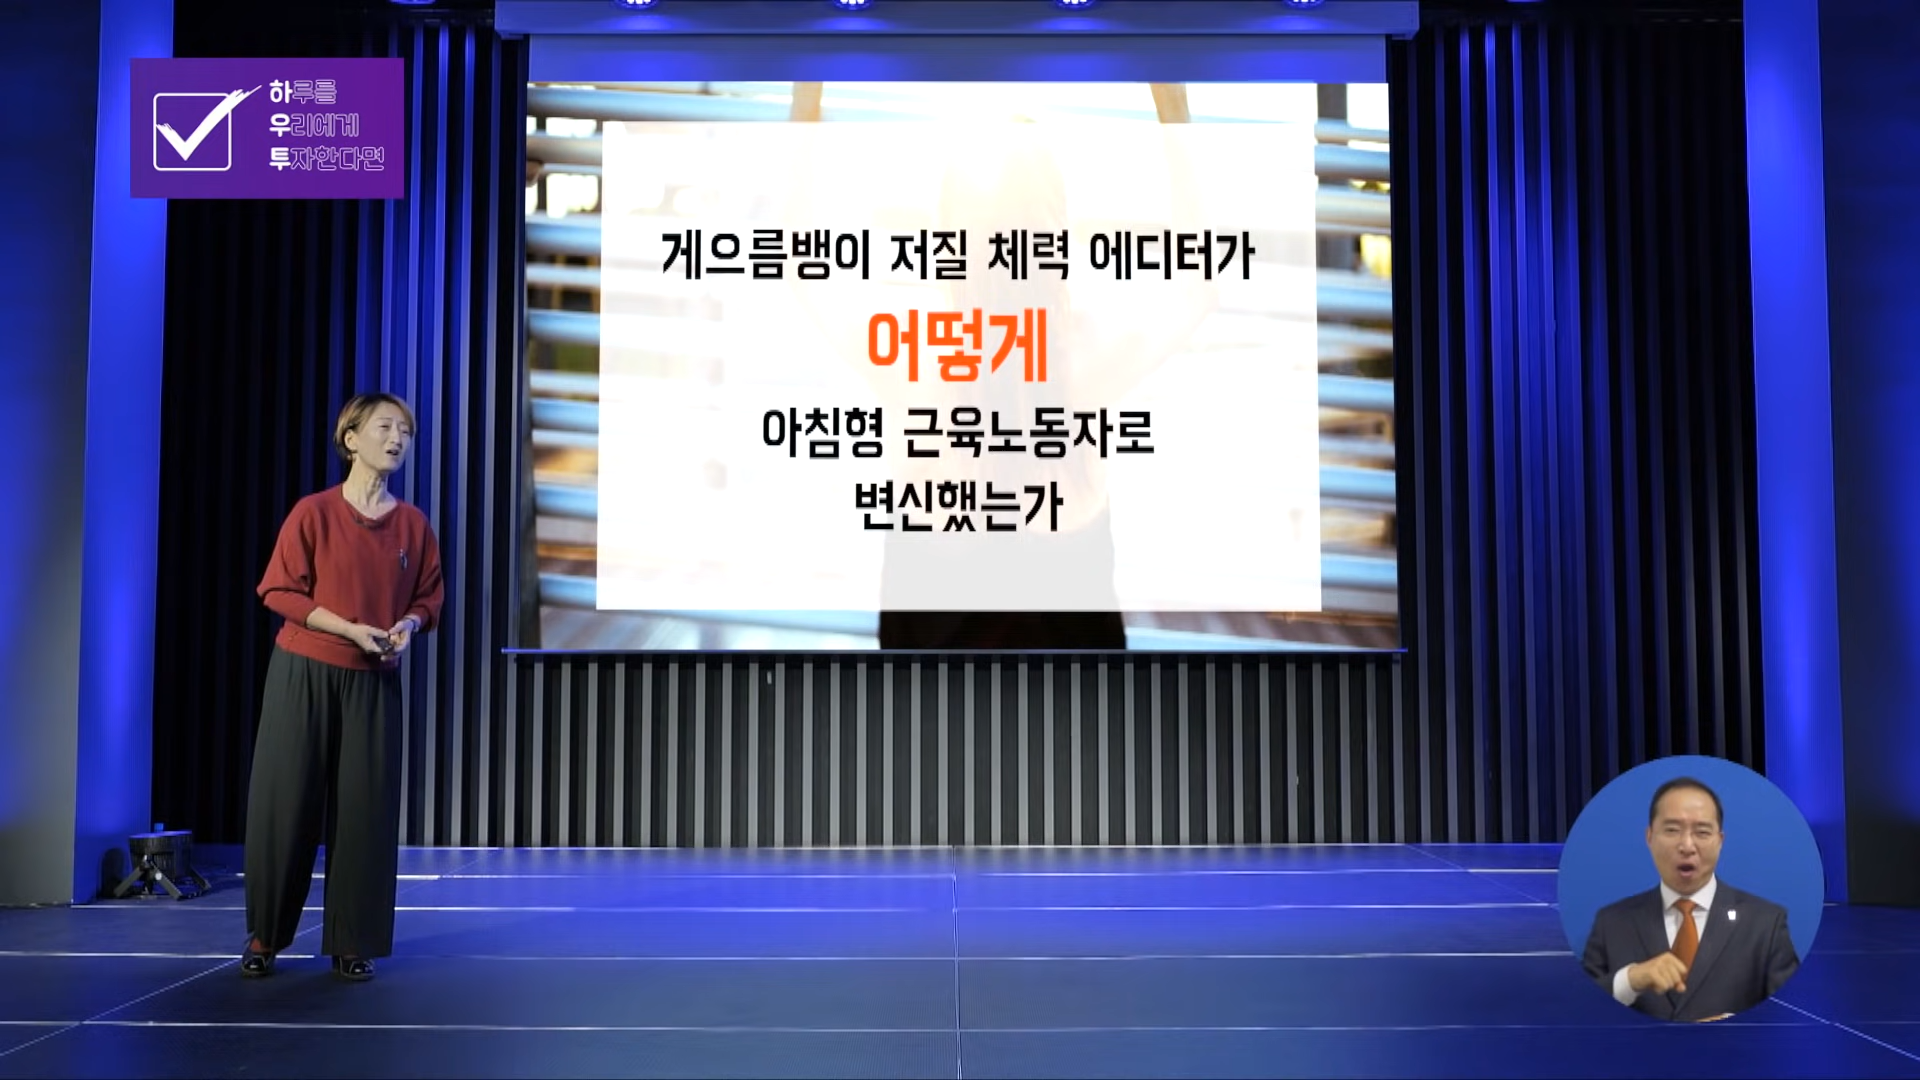 하루를
우리에게
투자한다면
게으름뱅이 저질 체력 에디터가
어떻게
아침형 근육노동자로
변신했는가